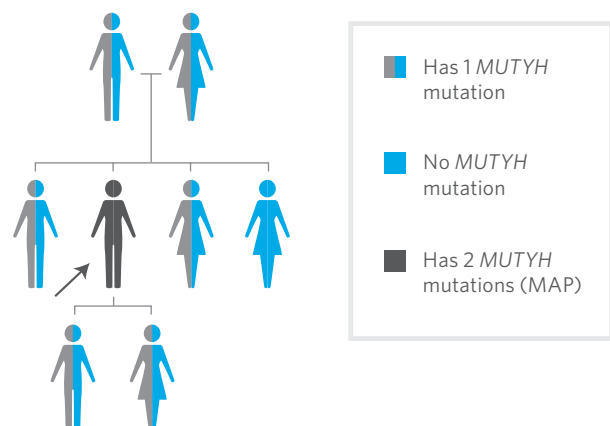 Has 1 MUTYH
mutation
No MUTYH
mutation
Has 2 MUTYH
mutations (MAP)